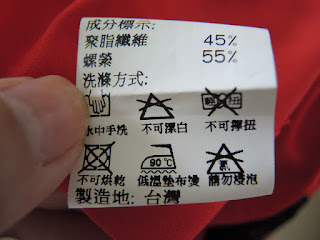 成分標示:
聚脂纖維 45%
螺縈 55%
洗滌方式:
水中手洗 不可漂白 不可擰扭
90℃
不可烘乾 低溫墊布燙 請勿浸泡
製造地: 台灣